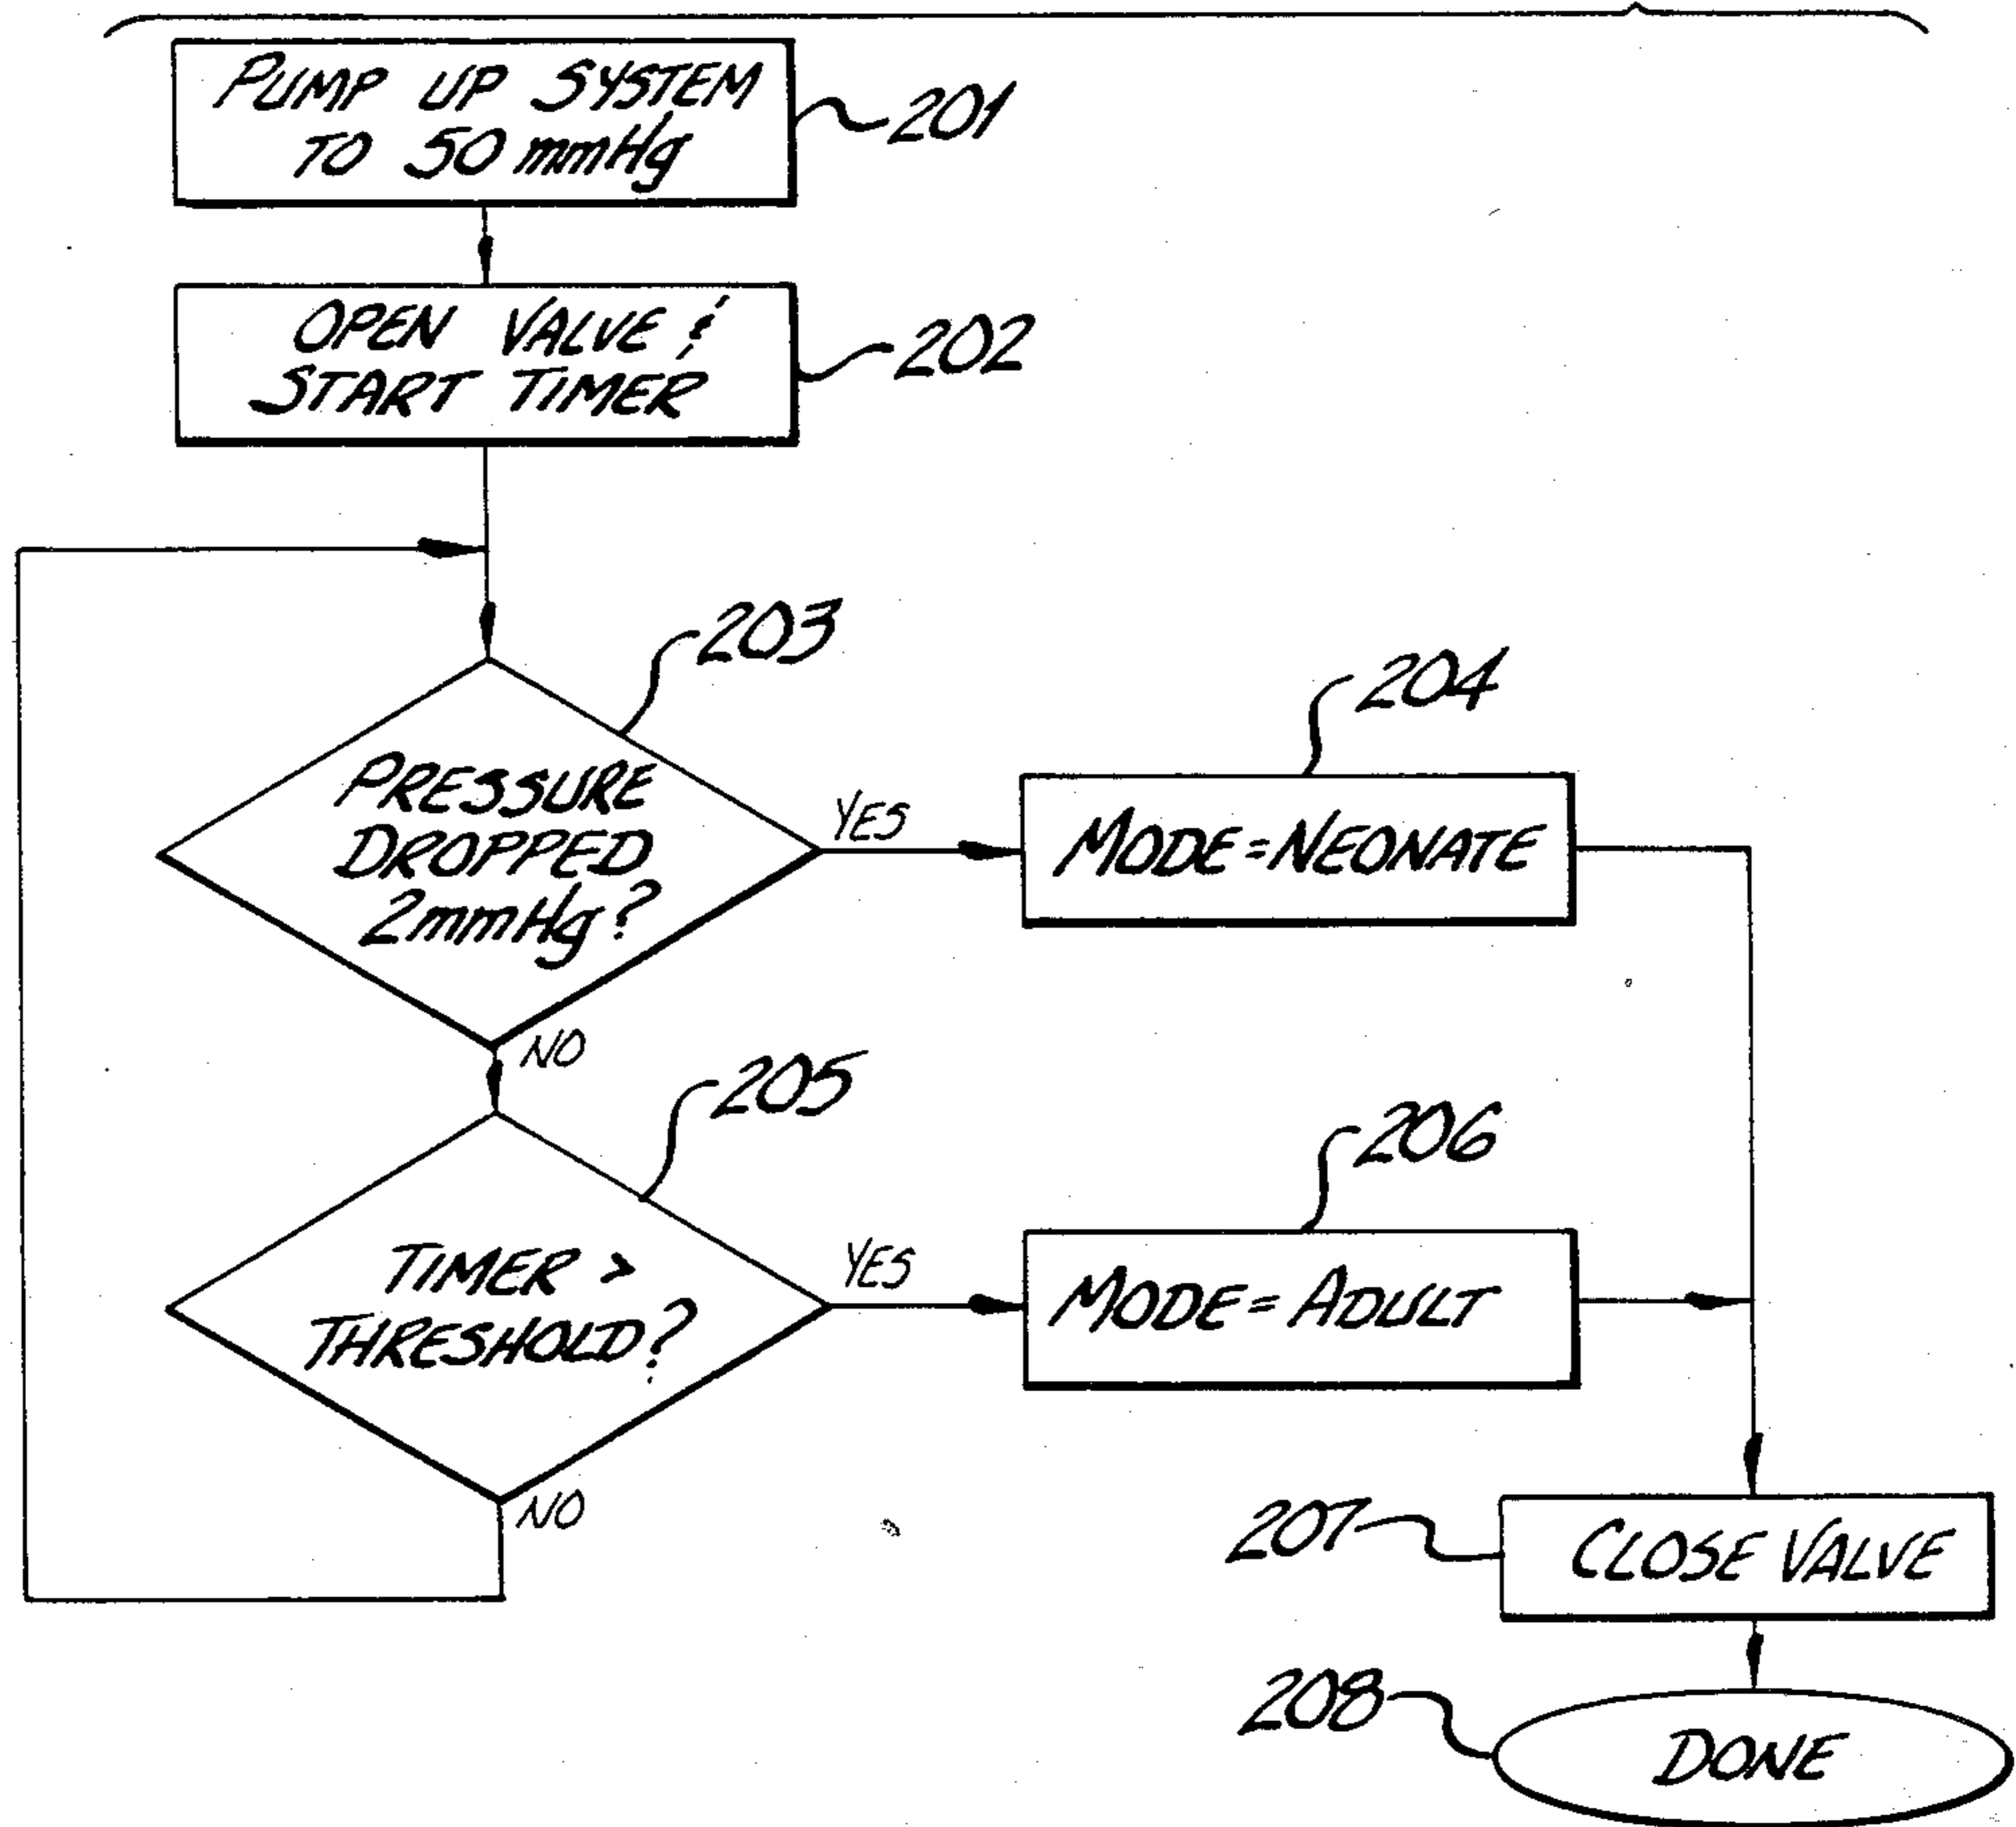 PUMP UP SYSTEM
TO 50 mmHg
201
OPEN VALVE &
START TIMER
202
203
PRESSURE
DROPPED
2mmHg?
YES
204
MODE=NEONATE
NO
205
TIMER >
THRESHOLD?
YES
206
MODE=ADULT
NO
207
CLOSE VALVE
208
DONE